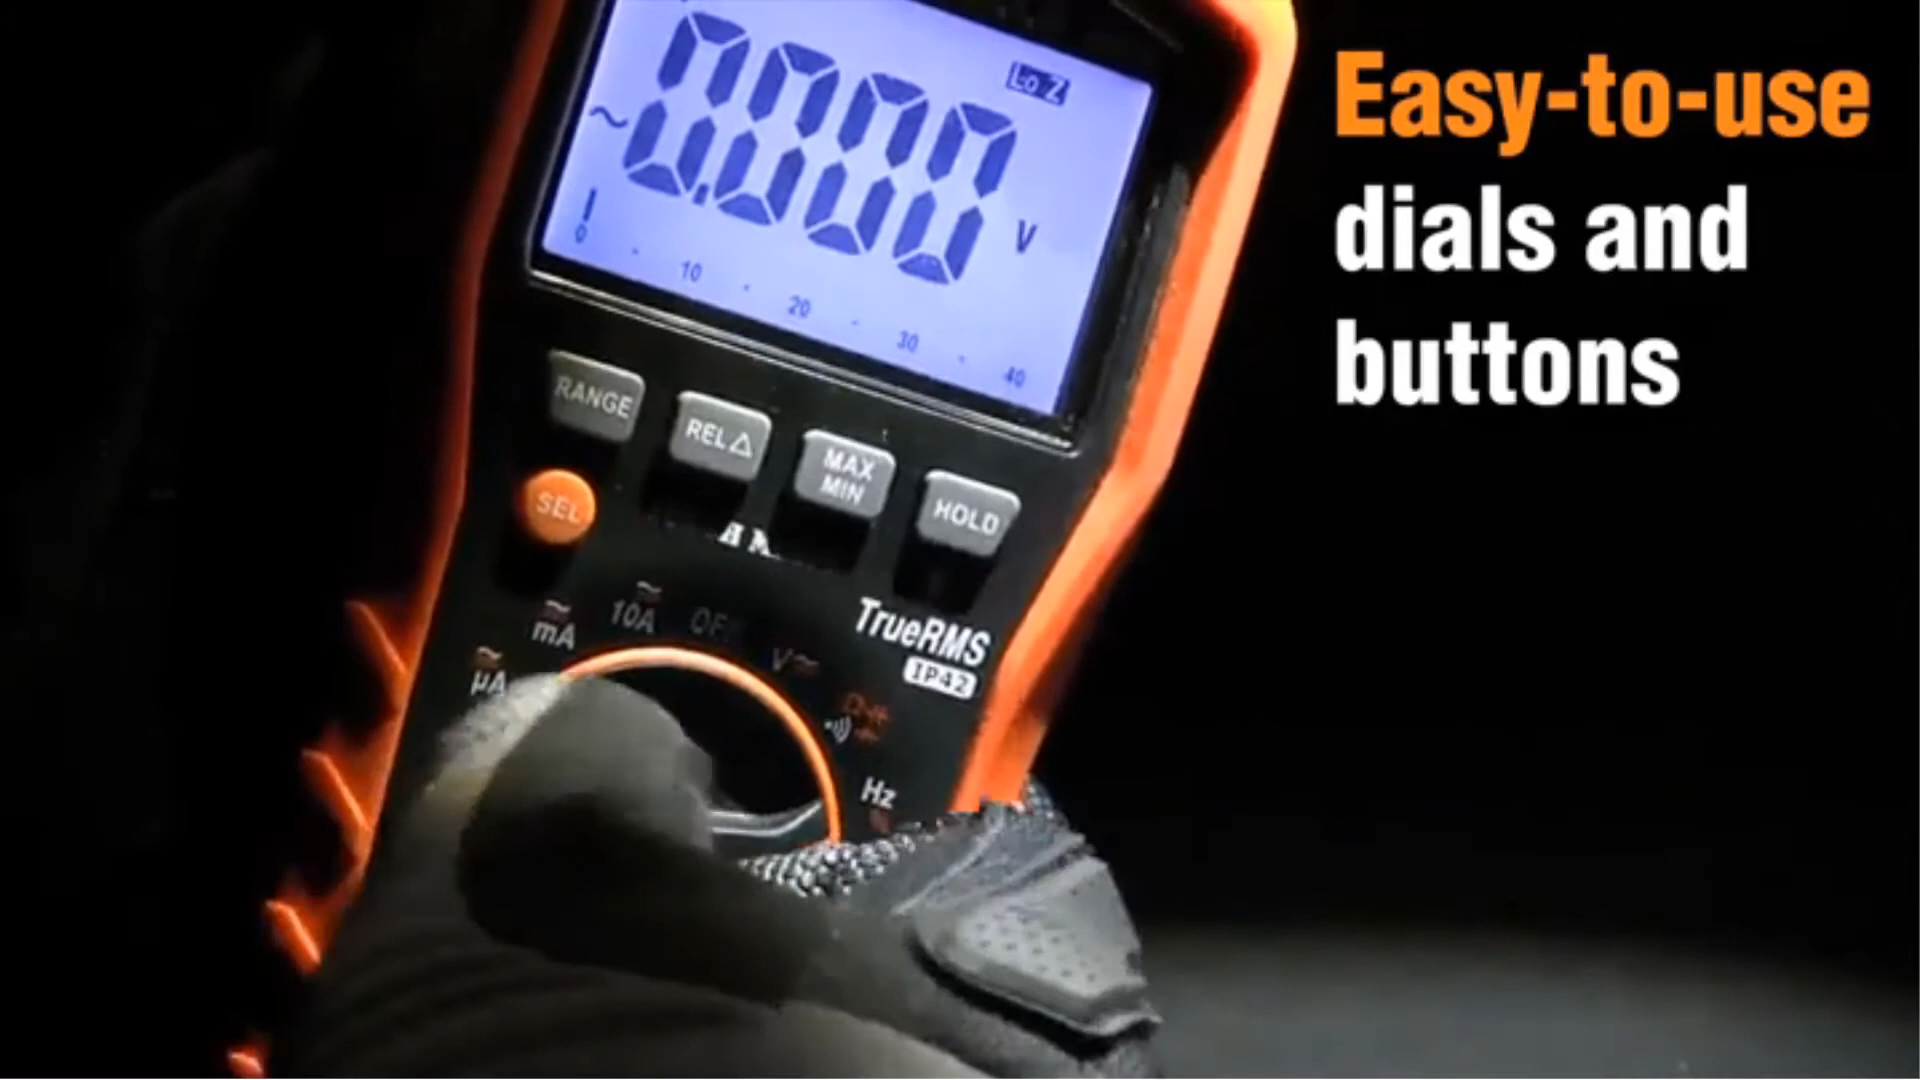 Easy-to-use
dials and
buttons
Lo Z
~ 0.000 V
0 10 20 30 40
RANGE
REL△
MAX
MIN
HOLD
SEL
TrueRMS
IP42
10A
mA
µA
V
Hz